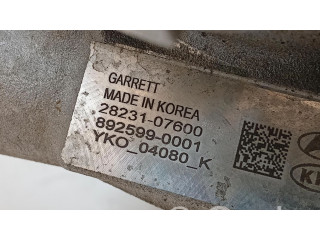 GARRETT
MADE IN KOREA
28231-07600
892599-0001
YKO_04080_K